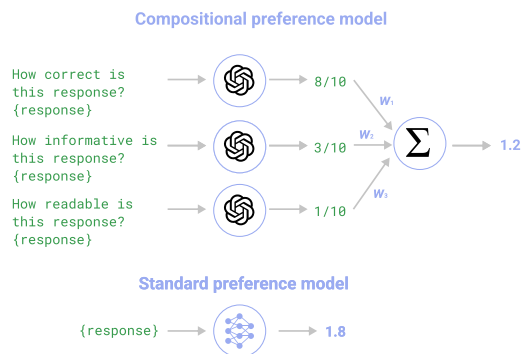 Compositional preference model
How correct is
this response?
{response}
8/10
W₁
How informative is
this response?
{response}
3/10
W₂
Σ
1.2
How readable is
this response?
{response}
1/10
W₃
Standard preference model
{response}
1.8